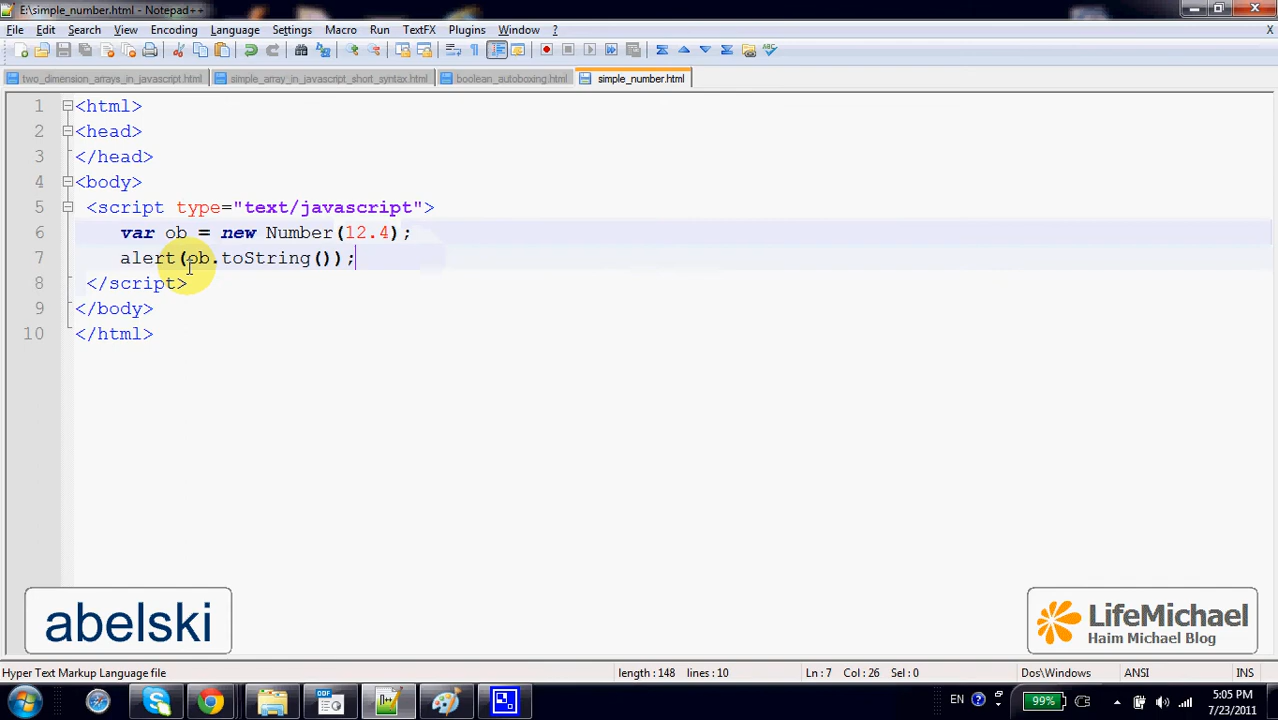 E:\simple_number.html - Notepad++
File Edit Search View Encoding Language Settings Macro Run TextFX Plugins Window ? X
two_dimension_arrays_in_javascript.html simple_array_in_javascript_short_syntax.html boolean_autoboxing.html simple_number.html
1 <html>
2 <head>
3 </head>
4 <body>
5 <script type="text/javascript">
6 var ob = new Number(12.4);
7 alert(ob.toString());
8 </script>
9 </body>
10 </html>
abelski
LifeMichael
Haim Michael Blog
Hyper Text Markup Language file length : 148 lines : 10 Ln : 7 Col : 26 Sel : 0 Dos\Windows ANSI INS
EN 99% 5:05 PM
7/23/2011